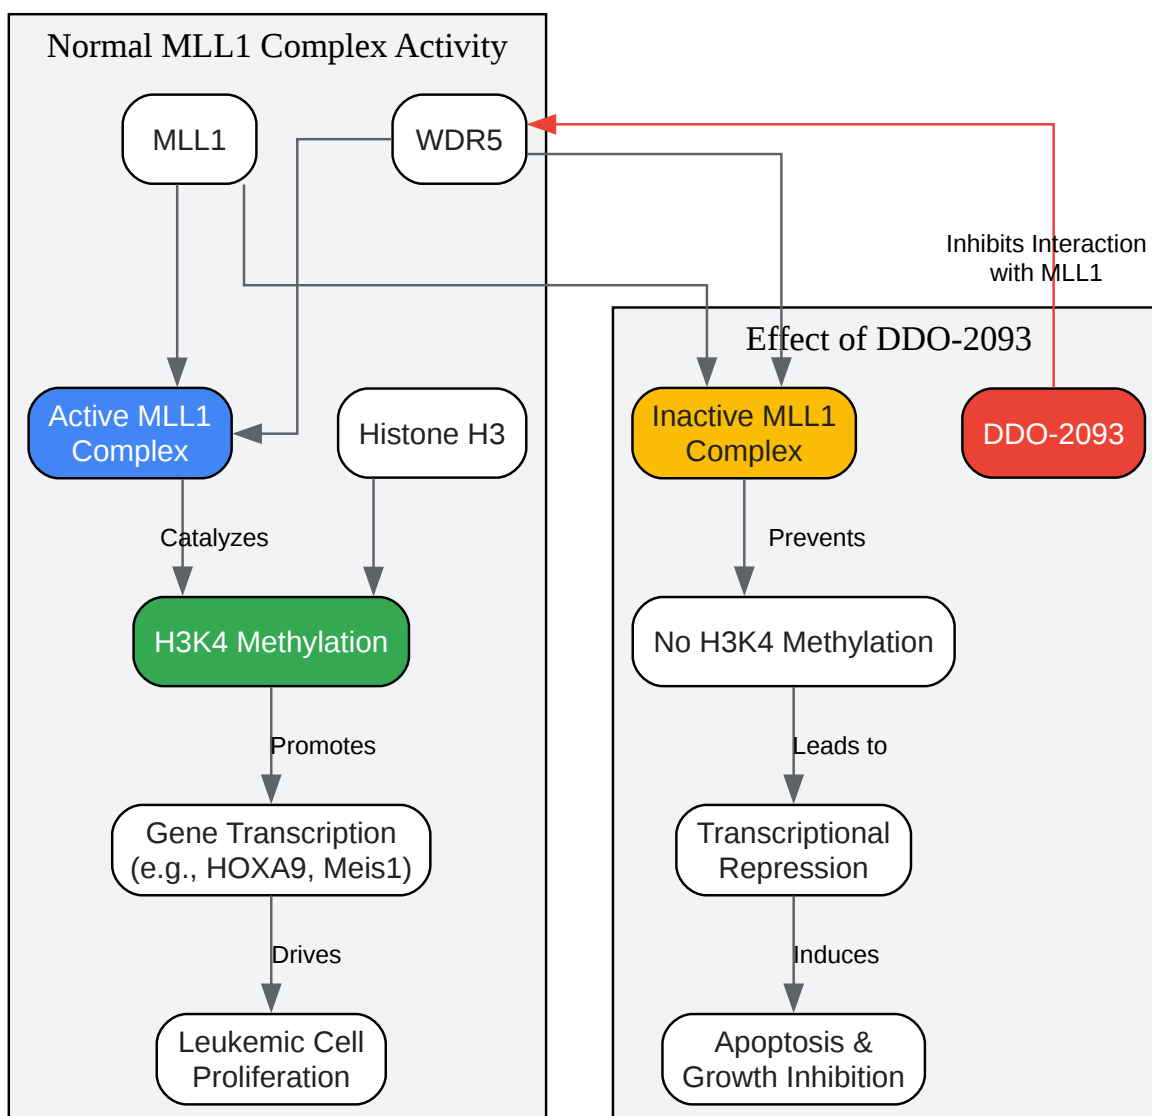 Normal MLL1 Complex Activity
MLL1
WDR5
Inhibits Interaction
with MLL1
Effect of DDO-2093
Active MLL1
Complex
Histone H3
Inactive MLL1
Complex
DDO-2093
Catalyzes
Prevents
H3K4 Methylation
No H3K4 Methylation
Promotes
Leads to
Gene Transcription
(e.g., HOXA9, Meis1)
Transcriptional
Repression
Drives
Induces
Leukemic Cell
Proliferation
Apoptosis &
Growth Inhibition